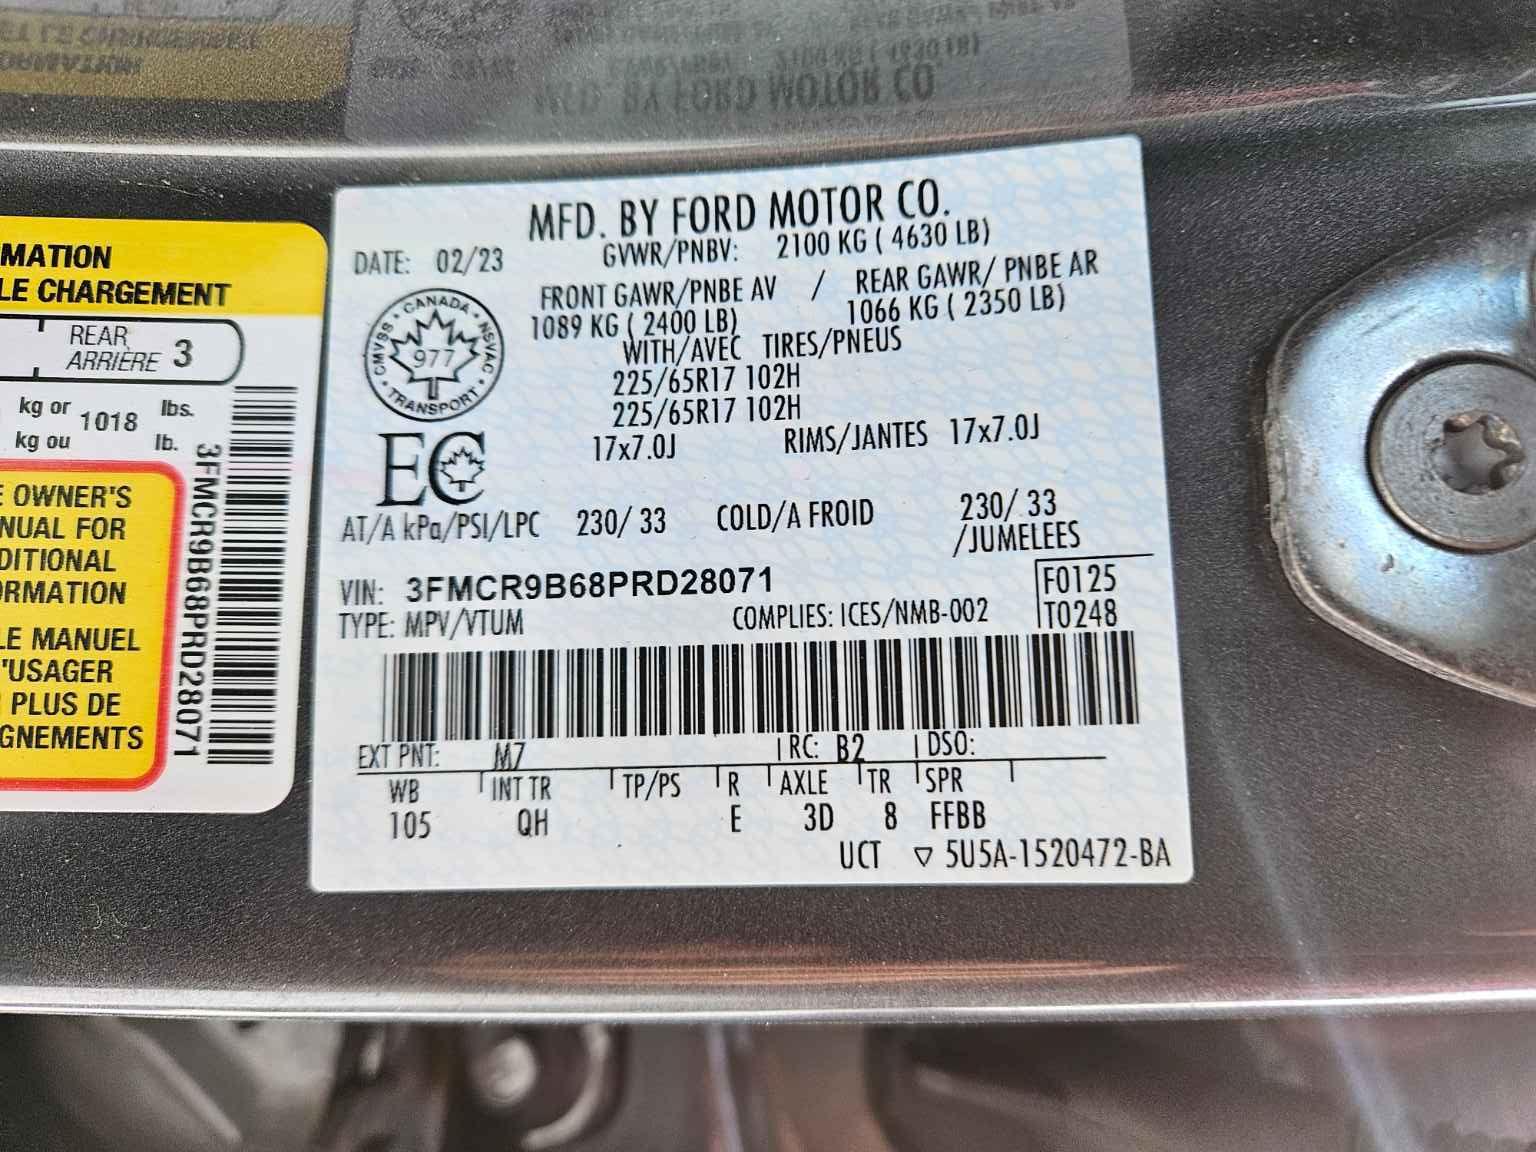 MATION
LE CHARGEMENT
REAR
ARRIÈRE 3
kg or 1018 lbs.
kg ou lb.
OWNER'S
NUAL FOR
DITIONAL
ORMATION
LE MANUEL
'USAGER
PLUS DE
GNEMENTS
3FMCR9B68PRD28071
MFD. BY FORD MOTOR CO.
DATE: 02/23 GVWR/PNBV: 2100 KG ( 4630 LB)
FRONT GAWR/PNBE AV / REAR GAWR/ PNBE AR
1089 KG ( 2400 LB) 1066 KG ( 2350 LB)
WITH/AVEC TIRES/PNEUS
225/65R17 102H
225/65R17 102H
17x7.0J RIMS/JANTES 17x7.0J
CANADA
CMVSS 977 NSVAC
TRANSPORT
EC
AT/A kPa/PSI/LPC 230/ 33 COLD/A FROID 230/ 33
/JUMELEES
VIN: 3FMCR9B68PRD28071 F0125
TYPE: MPV/VTUM COMPLIES: ICES/NMB-002 T0248
EXT PNT: M7 RC: B2 DSO:
WB INT TR TP/PS R AXLE TR SPR
105 QH E 3D 8 FFBB
UCT ▽ 5U5A-1520472-BA